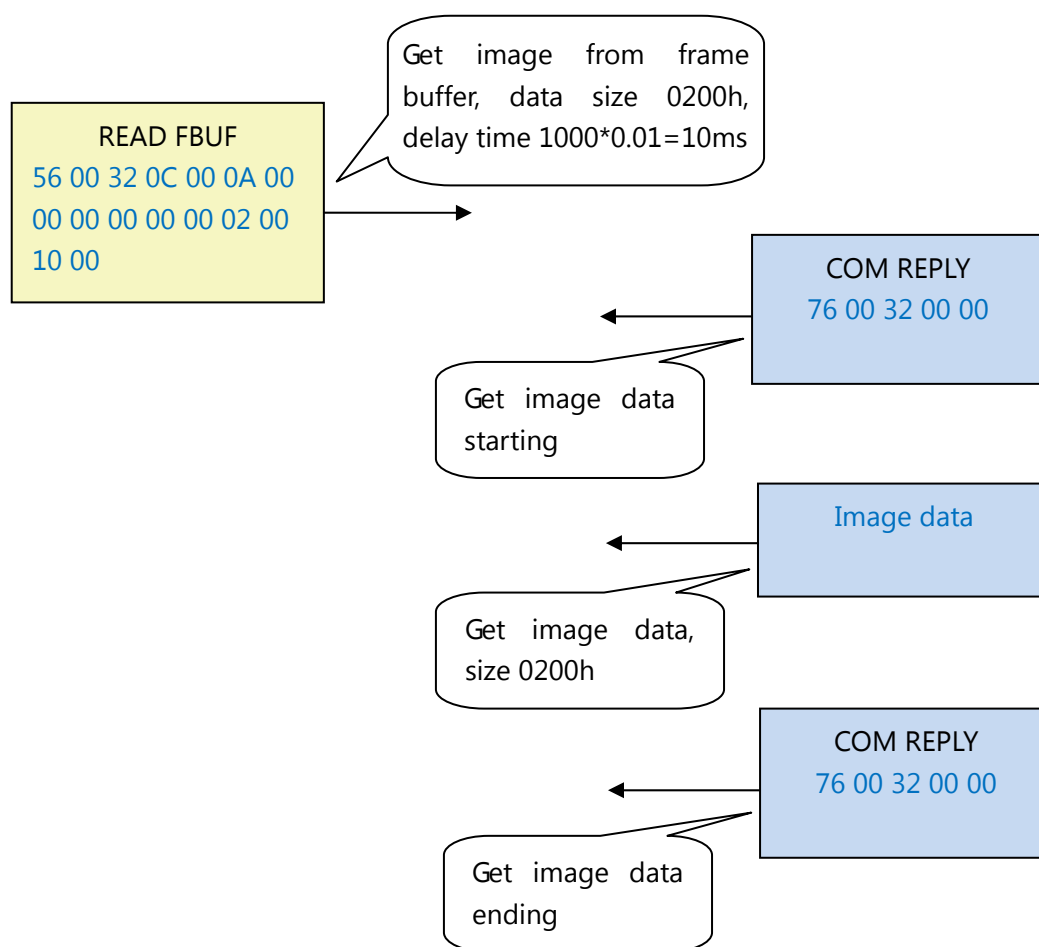 Get image from frame
buffer, data size 0200h,
delay time 1000*0.01=10ms
READ FBUF
56 00 32 0C 00 0A 00
00 00 00 00 00 02 00
10 00
COM REPLY
76 00 32 00 00
Get image data
starting
Image data
Get image data,
size 0200h
COM REPLY
76 00 32 00 00
Get image data
ending